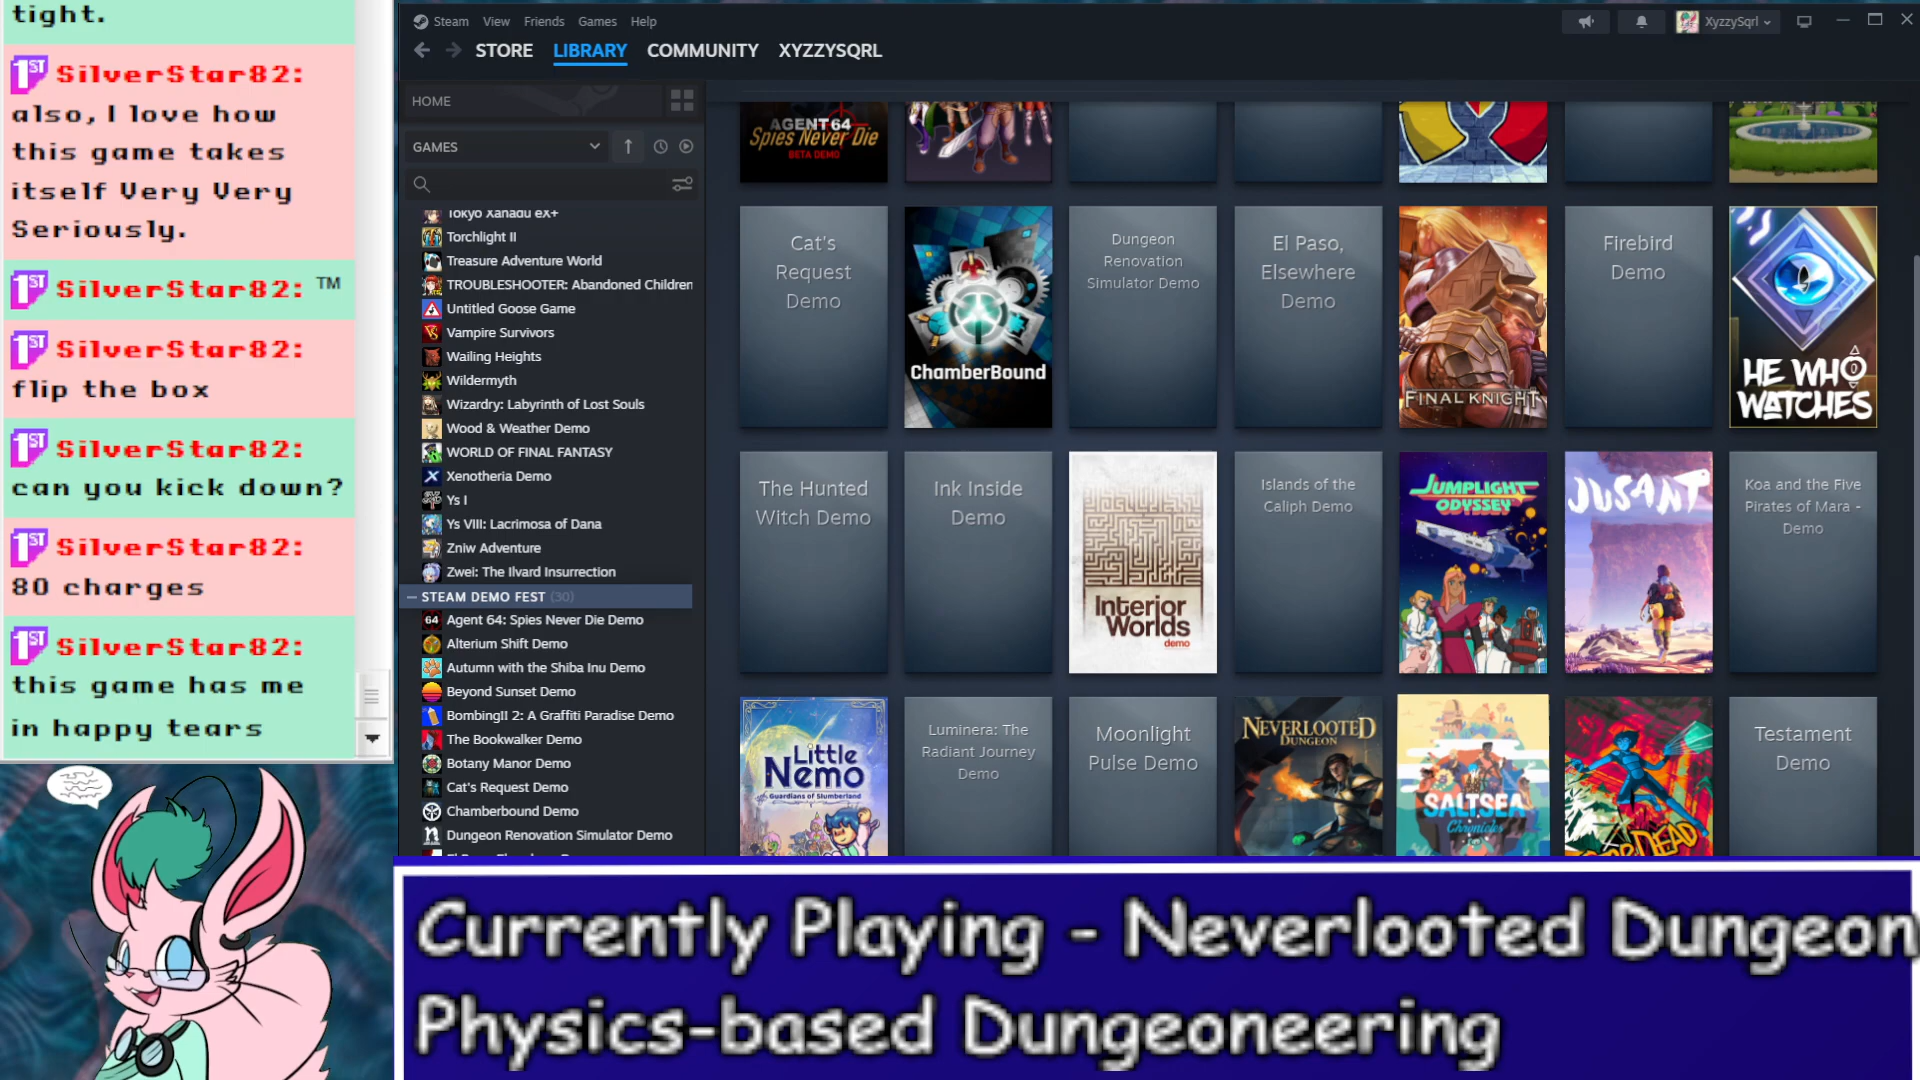 tight.
1ST SilverStar82:
also, I love how
this game takes
itself Very Very
Seriously.
1ST SilverStar82: ™
1ST SilverStar82:
flip the box
1ST SilverStar82:
can you kick down?
1ST SilverStar82:
80 charges
1ST SilverStar82:
this game has me
in happy tears
Steam View Friends Games Help
XyzzySqrl
STORE LIBRARY COMMUNITY XYZZYSQRL
HOME
GAMES
Tokyo Xanadu eX+
Torchlight II
Treasure Adventure World
TROUBLESHOOTER: Abandoned Children
Untitled Goose Game
Vampire Survivors
Wailing Heights
Wildermyth
Wizardry: Labyrinth of Lost Souls
Wood & Weather Demo
WORLD OF FINAL FANTASY
Xenotheria Demo
Ys I
Ys VIII: Lacrimosa of Dana
Zniw Adventure
Zwei: The Ilvard Insurrection
STEAM DEMO FEST (30)
64 Agent 64: Spies Never Die Demo
Alterium Shift Demo
Autumn with the Shiba Inu Demo
Beyond Sunset Demo
Bombing!! 2: A Graffiti Paradise Demo
The Bookwalker Demo
Botany Manor Demo
Cat's Request Demo
Chamberbound Demo
Dungeon Renovation Simulator Demo
AGENT 64
Spies Never Die
BETA DEMO
Cat's
Request
Demo
ChamberBound
Dungeon
Renovation
Simulator Demo
El Paso,
Elsewhere
Demo
FINAL KNIGHT
Firebird
Demo
HE WHO
WATCHES
The Hunted
Witch Demo
Ink Inside
Demo
Interior
Worlds
demo
Islands of the
Caliph Demo
JUMPLIGHT
ODYSSEY
JUSANT
Koa and the Five
Pirates of Mara -
Demo
Little
Nemo
Guardians of Slumberland
Luminera: The
Radiant Journey
Demo
Moonlight
Pulse Demo
NEVERLOOTED
DUNGEON
SALTSEA
Chronicles
DEAD
Testament
Demo
Currently Playing - Neverlooted Dungeon
Physics-based Dungeoneering